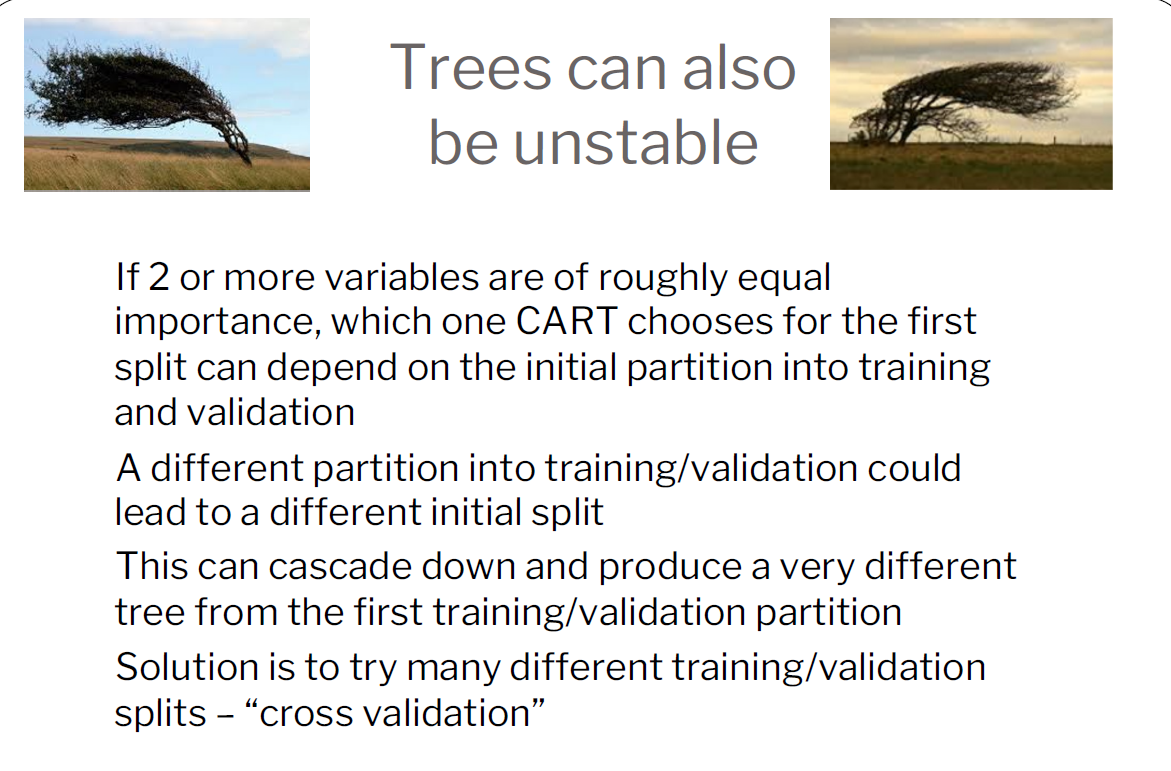 Trees can also
be unstable
If 2 or more variables are of roughly equal
importance, which one CART chooses for the first
split can depend on the initial partition into training
and validation
A different partition into training/validation could
lead to a different initial split
This can cascade down and produce a very different
tree from the first training/validation partition
Solution is to try many different training/validation
splits – “cross validation”